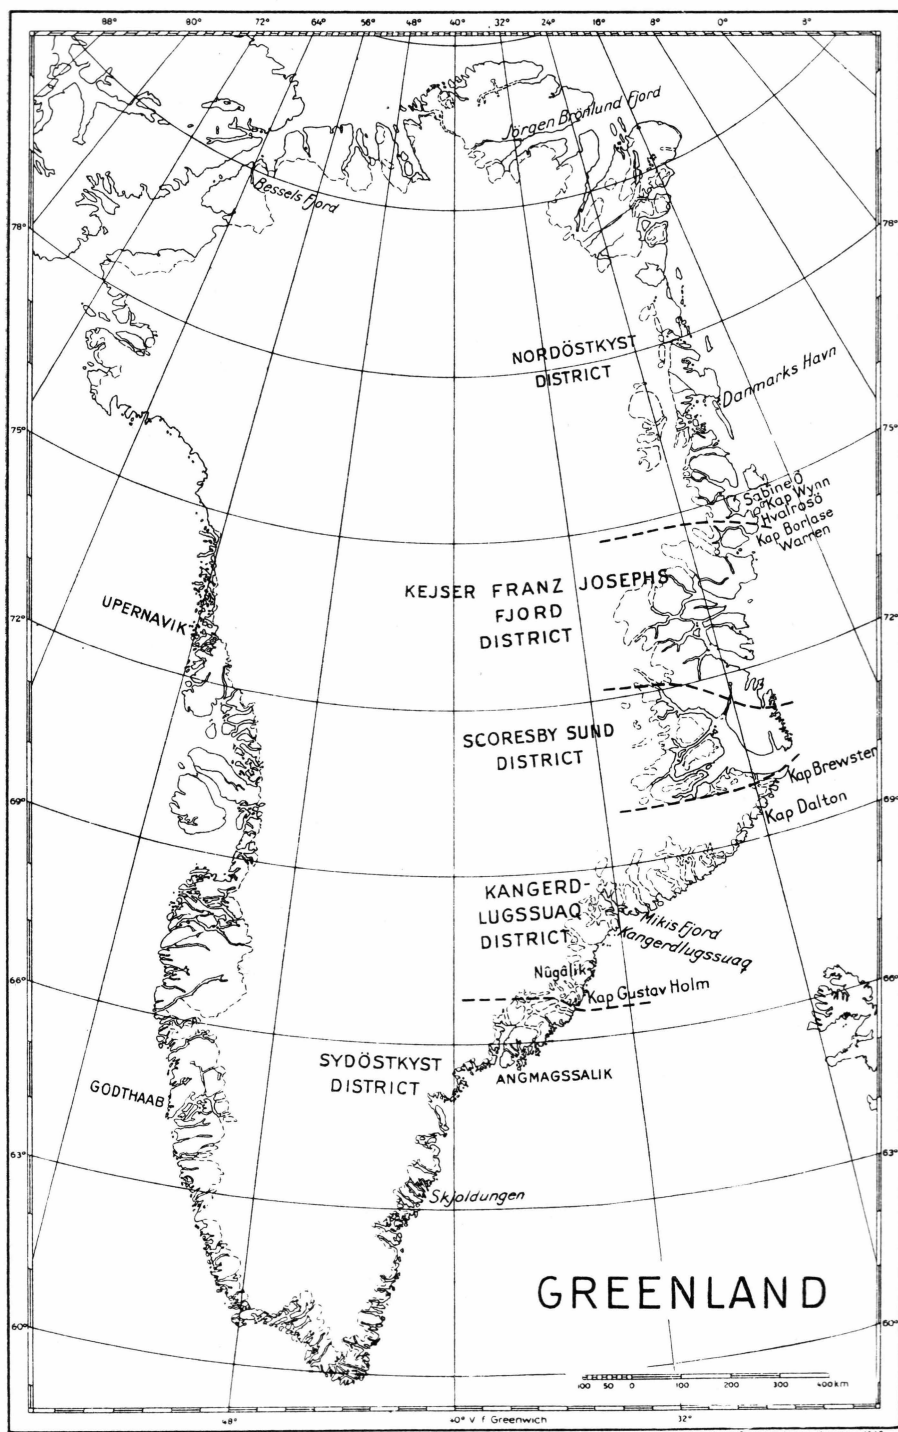 88° 80° 72° 64° 56° 48° 40° 32° 24° 16° 8° 0° 8°
Jörgen Brönlund Fjord
Bessels Fjord
78° 78°
NORDÖSTKYST
DISTRICT
Danmarks Havn
75° 75°
Sabine Ö
Kap Wynn
Hvalrosö
Kap Borlase
Warren
KEJSER FRANZ JOSEPHS
FJORD
DISTRICT
UPERNAVIK
72° 72°
SCORESBY SUND
DISTRICT
Kap Brewster
69° 69°
Kap Dalton
KANGERD-
LUGSSUAQ
DISTRICT
Mikis Fjord
Kangerdlugssuaq
Nûgâlik
66° 66°
Kap Gustav Holm
SYDÖSTKYST
DISTRICT
ANGMAGSSALIK
GODTHAAB
63° 63°
Skjoldungen
GREENLAND
60° 60°
100 50 0 100 200 300 400 km
48° 40° V f Greenwich 32°